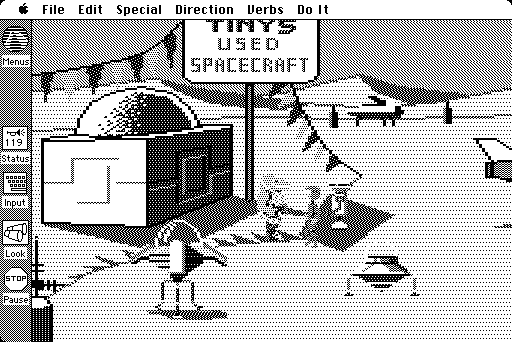 File Edit Special Direction Verbs Do It
TINYS
USED
SPACECRAFT
Menus
119
Status
Input
Look
STOP
Pause